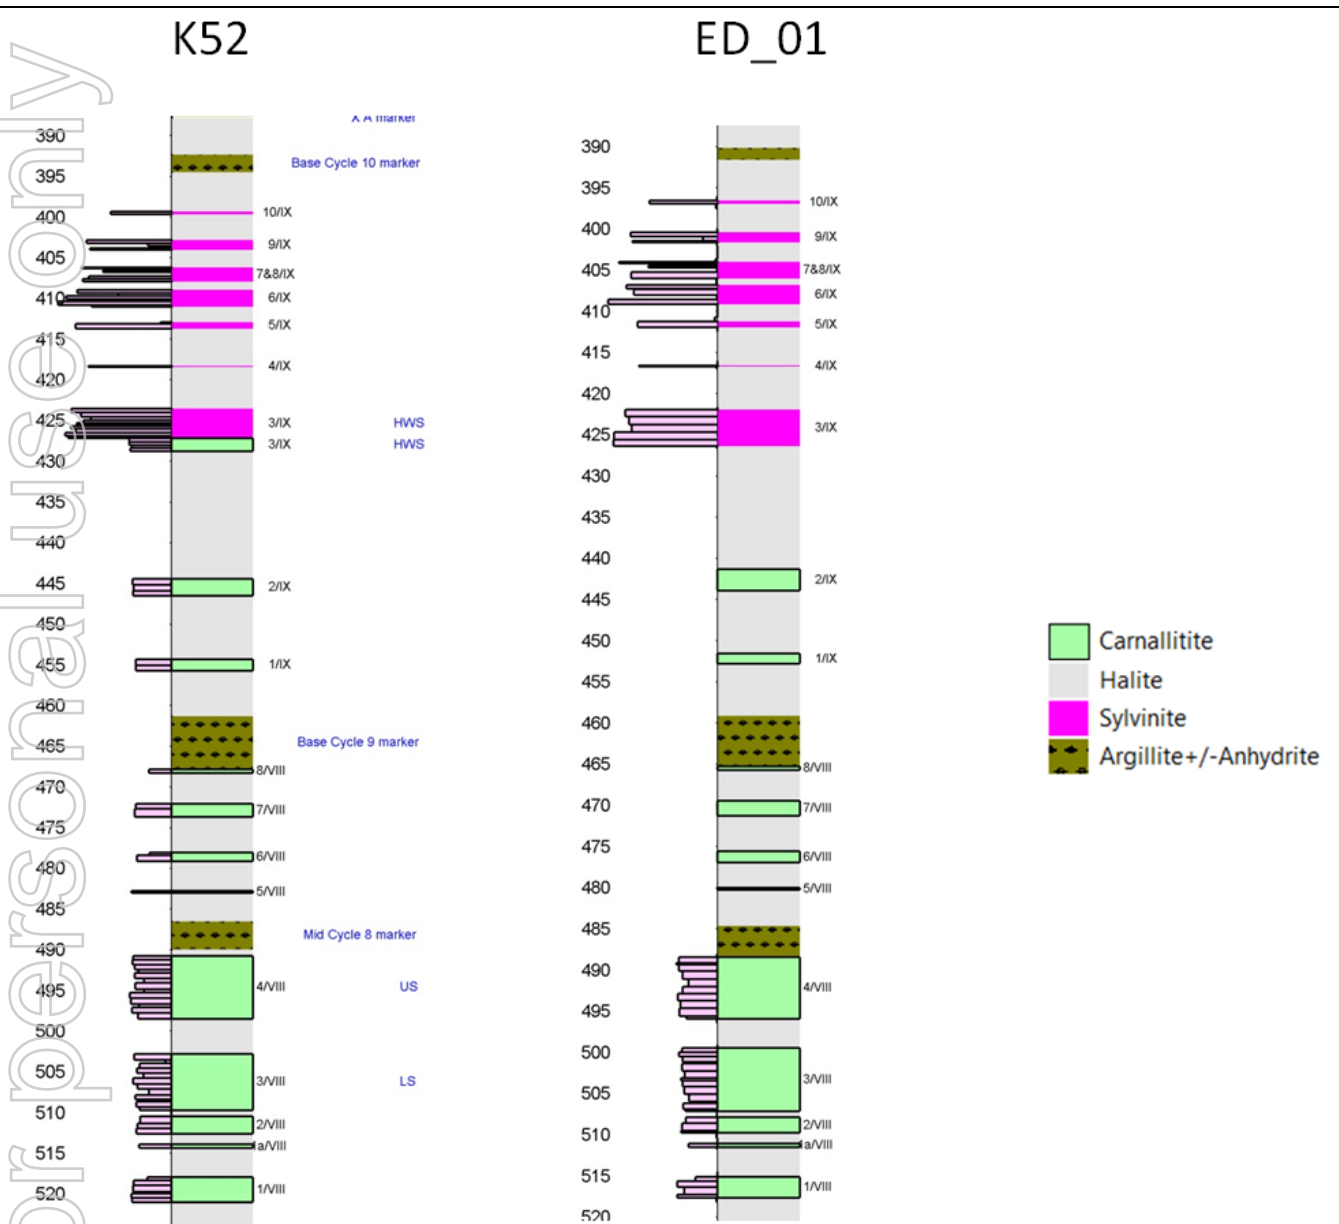 K52
ED_01
X A marker
390
Base Cycle 10 marker
395
400
10/IX
9/IX
405
7&8/IX
410
6/IX
5/IX
415
4/IX
420
425
3/IX
HWS
3/IX
HWS
430
435
440
445
2/IX
450
455
1/IX
460
465
Base Cycle 9 marker
8/VIII
470
7/VIII
475
6/VIII
480
5/VIII
485
Mid Cycle 8 marker
490
495
4/VIII
US
500
505
3/VIII
LS
510
2/VIII
515
a/VIII
520
1/VIII
390
395
10/IX
400
9/IX
405
7&8/IX
6/IX
410
5/IX
415
4/IX
420
425
3/IX
430
435
440
2/IX
445
450
1/IX
455
460
465
8/VIII
470
7/VIII
475
6/VIII
480
5/VIII
485
490
4/VIII
495
500
3/VIII
505
2/VIII
510
a/VIII
515
1/VIII
520
Carnallitite
Halite
Sylvinite
Argillite+/-Anhydrite
or personal use only